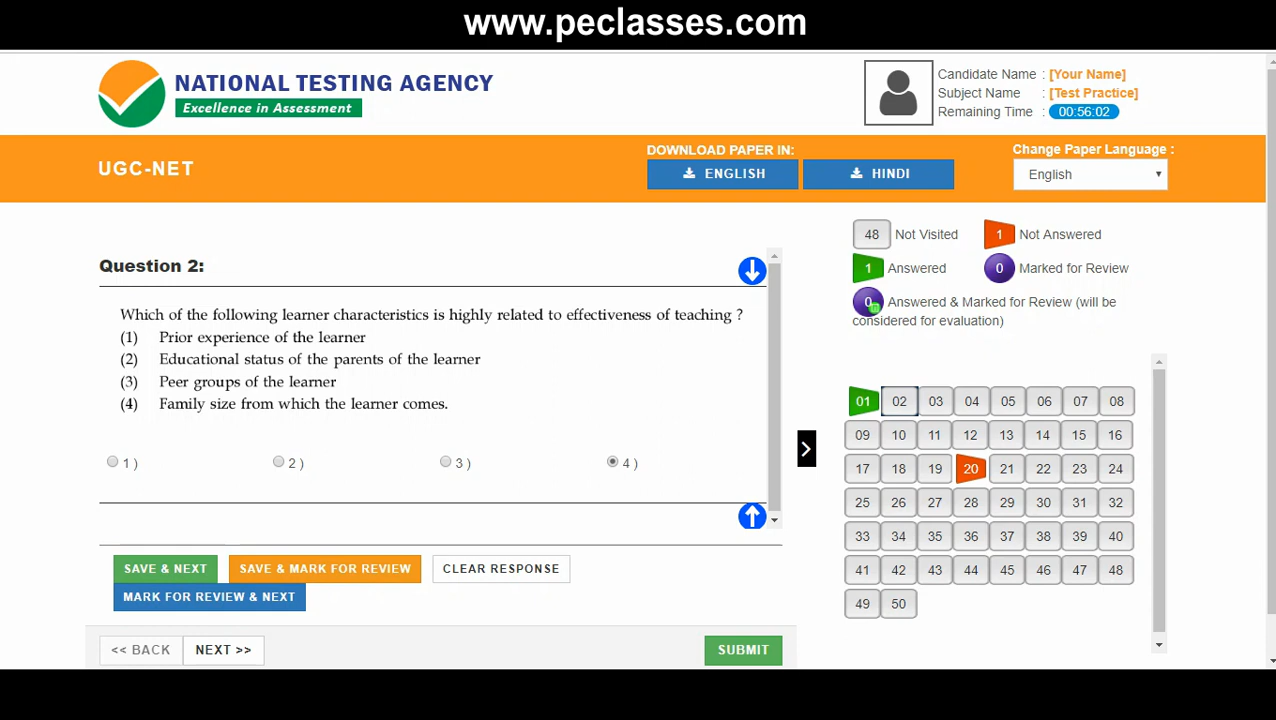 www.peclasses.com
NATIONAL TESTING AGENCY
Excellence in Assessment
Candidate Name : [Your Name]
Subject Name : [Test Practice]
Remaining Time : 00:56:02
UGC-NET
DOWNLOAD PAPER IN:
ENGLISH
HINDI
Change Paper Language :
English
Question 2:
Which of the following learner characteristics is highly related to effectiveness of teaching ?
(1) Prior experience of the learner
(2) Educational status of the parents of the learner
(3) Peer groups of the learner
(4) Family size from which the learner comes.
1 )
2 )
3 )
4 )
SAVE & NEXT
SAVE & MARK FOR REVIEW
CLEAR RESPONSE
MARK FOR REVIEW & NEXT
<< BACK
NEXT >>
SUBMIT
48 Not Visited
1 Not Answered
1 Answered
0 Marked for Review
0 Answered & Marked for Review (will be
considered for evaluation)
01 02 03 04 05 06 07 08
09 10 11 12 13 14 15 16
17 18 19 20 21 22 23 24
25 26 27 28 29 30 31 32
33 34 35 36 37 38 39 40
41 42 43 44 45 46 47 48
49 50